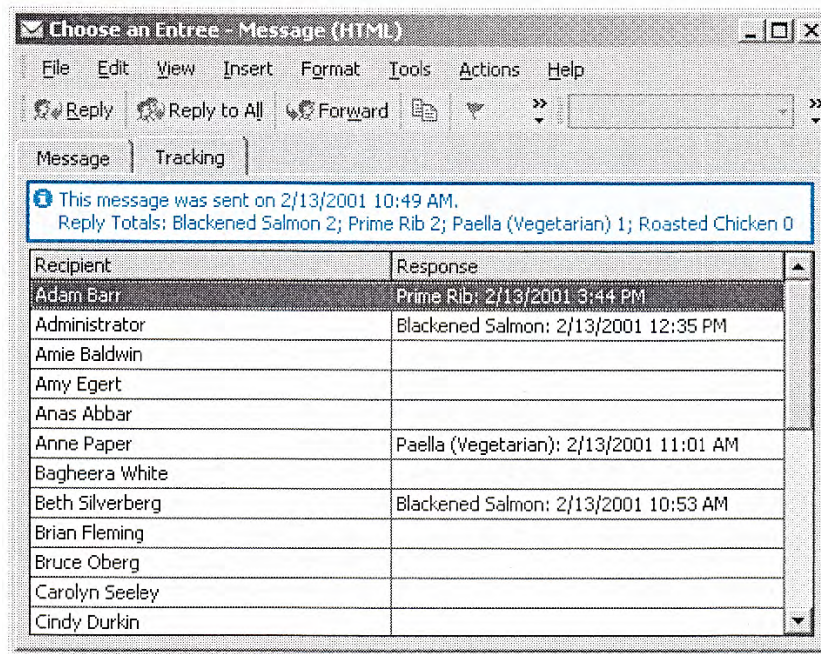 Choose an Entree - Message (HTML)
File Edit View Insert Format Tools Actions Help
Reply Reply to All Forward
Message Tracking
This message was sent on 2/13/2001 10:49 AM.
Reply Totals: Blackened Salmon 2; Prime Rib 2; Paella (Vegetarian) 1; Roasted Chicken 0
Recipient Response
Adam Barr Prime Rib: 2/13/2001 3:44 PM
Administrator Blackened Salmon: 2/13/2001 12:35 PM
Amie Baldwin
Amy Egert
Anas Abbar
Anne Paper Paella (Vegetarian): 2/13/2001 11:01 AM
Bagheera White
Beth Silverberg Blackened Salmon: 2/13/2001 10:53 AM
Brian Fleming
Bruce Oberg
Carolyn Seeley
Cindy Durkin